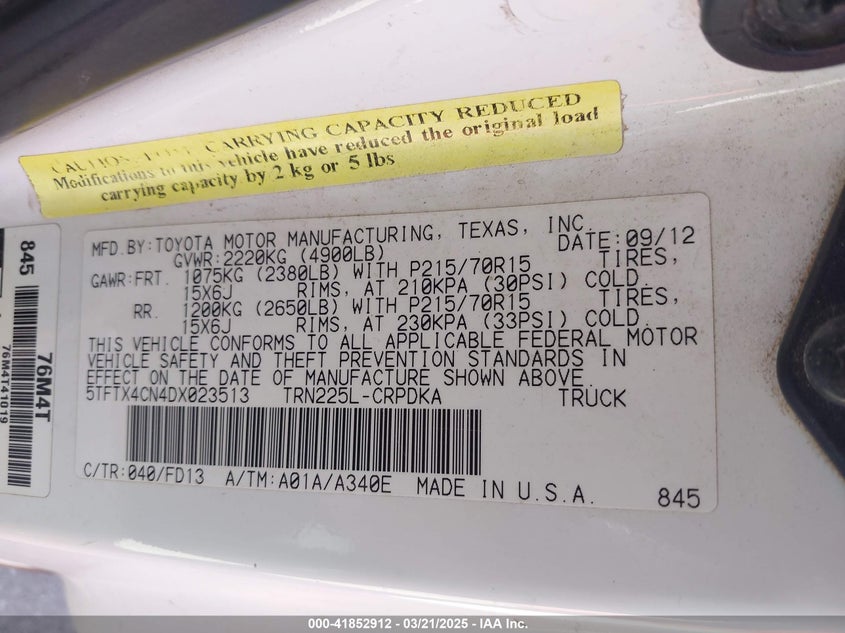 CAUTION: CARRYING CAPACITY REDUCED
Modifications to this vehicle have reduced the original load
carrying capacity by 2 kg or 5 lbs
MFD.BY:TOYOTA MOTOR MANUFACTURING, TEXAS, INC.
GVWR:2220KG (4900LB) DATE:09/12
GAWR:FRT. 1075KG (2380LB) WITH P215/70R15 TIRES,
15X6J RIMS, AT 210KPA (30PSI) COLD.
RR. 1200KG (2650LB) WITH P215/70R15 TIRES,
15X6J RIMS, AT 230KPA (33PSI) COLD.
THIS VEHICLE CONFORMS TO ALL APPLICABLE FEDERAL MOTOR
VEHICLE SAFETY AND THEFT PREVENTION STANDARDS IN
EFFECT ON THE DATE OF MANUFACTURE SHOWN ABOVE.
5TFTX4CN4DX023513 TRN225L-CRPDKA TRUCK
C/TR:040/FD13 A/TM:A01A/A340E MADE IN U.S.A. 845
845 76M4T
76M4T41019
000-41852912 / 03/21/2025 - IAA Inc.